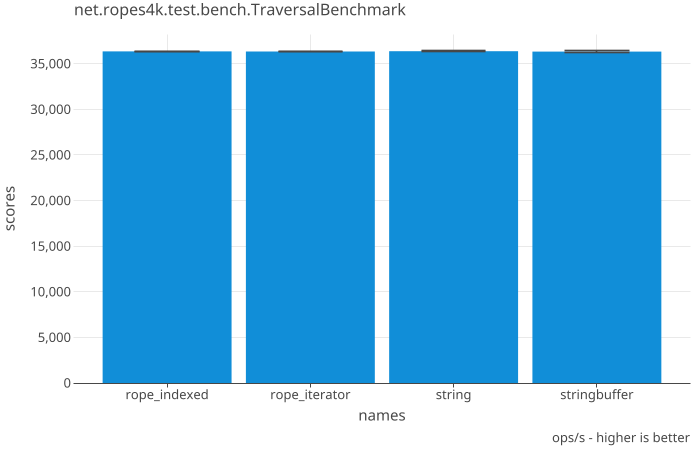 net.ropes4k.test.bench.TraversalBenchmark
scores
35,000
30,000
25,000
20,000
15,000
10,000
5,000
0
rope_indexed rope_iterator string stringbuffer
names
ops/s - higher is better